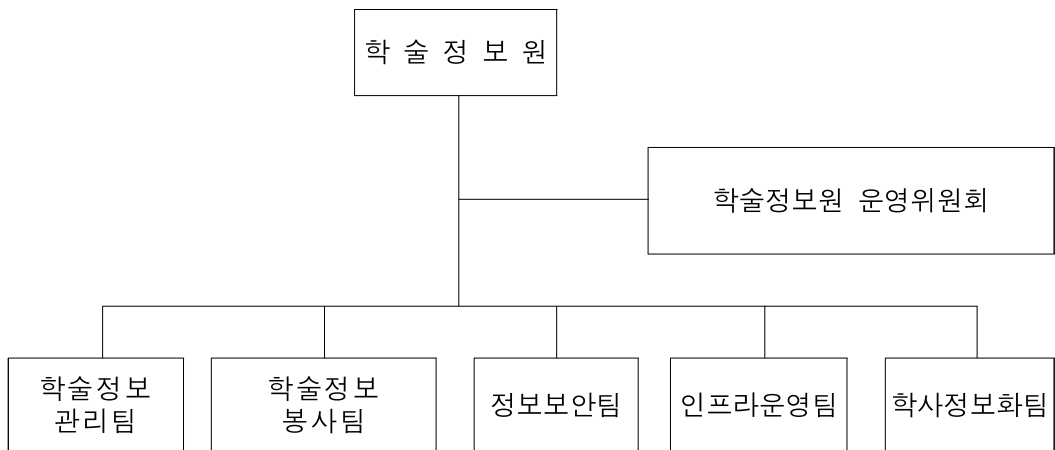 학 술 정 보 원
학술정보원 운영위원회
학술정보
관리팀
학술정보
봉사팀
정보보안팀
인프라운영팀
학사정보화팀